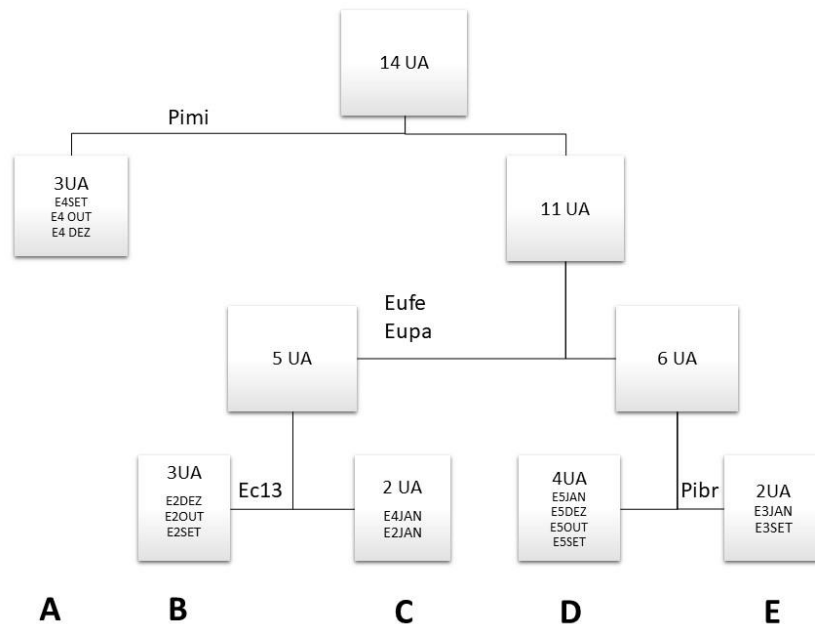 14 UA
Pimi
3UA
E4SET
E4 OUT
E4 DEZ
11 UA
Eufe
Eupa
5 UA
6 UA
3UA
E2DEZ
E2OUT
E2SET
Ec13
2 UA
E4JAN
E2JAN
4UA
E5JAN
E5DEZ
E5OUT
E5SET
Pibr
2UA
E3JAN
E3SET
A B C D E